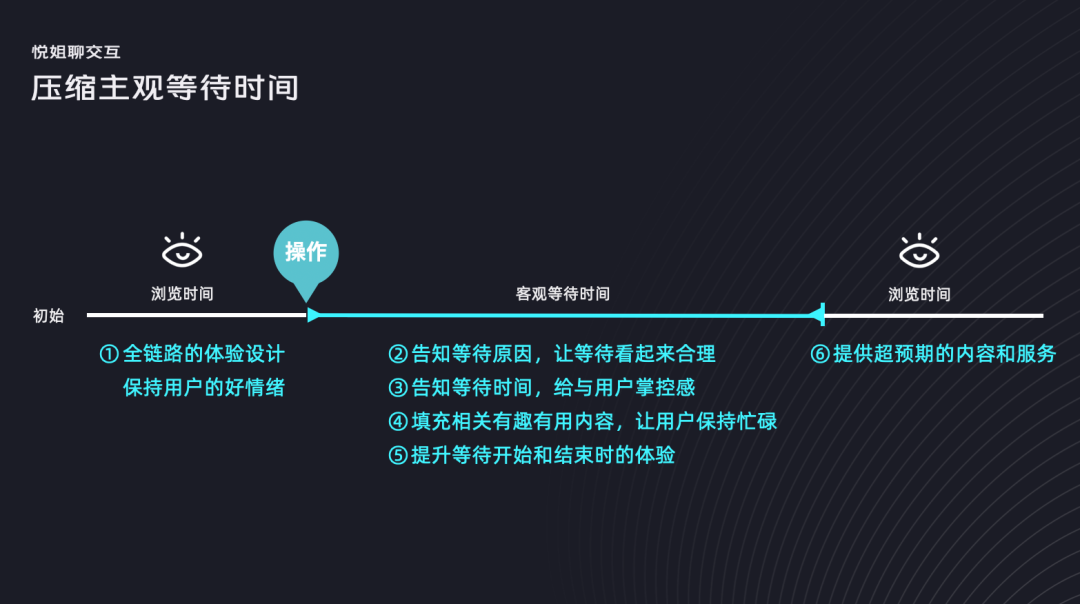 悦姐聊交互
压缩主观等待时间
操作
浏览时间
客观等待时间
浏览时间
初始
①全链路的体验设计
保持用户的好情绪
②告知等待原因，让等待看起来合理
③告知等待时间，给与用户掌控感
④填充相关有趣有用内容，让用户保持忙碌
⑤提升等待开始和结束时的体验
⑥提供超预期的内容和服务